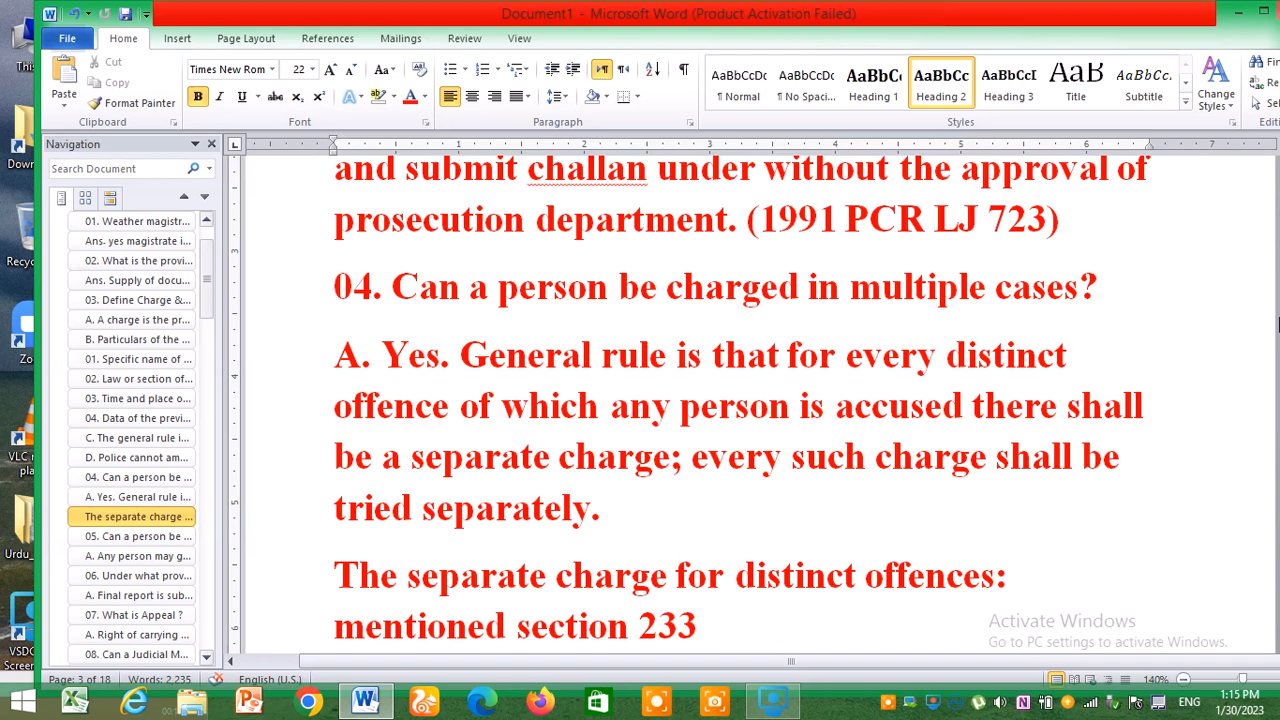 Document1 - Microsoft Word (Product Activation Failed)
File Home Insert Page Layout References Mailings Review View
Paste Cut Copy Format Painter
Times New Rom 22 Aa
B I U abc X₂ X² A A
AaBbCcDc AaBbCcDc AaBbC AaBbCc AaBbCcI AaB AaBbCc.
¶ Normal ¶ No Spaci... Heading 1 Heading 2 Heading 3 Title Subtitle
Change Styles
Clipboard Font Paragraph Styles
Navigation
Search Document
01. Weather magistr...
Ans. yes magistrate i...
02. What is the provi...
Ans. Supply of docu...
03. Define Charge &...
A. A charge is the pr...
B. Particulars of the ...
01. Specific name of ...
02. Law or section of...
03. Time and place o...
04. Data of the previ...
C. The general rule i...
D. Police cannot am...
04. Can a person be ...
A. Yes. General rule i...
The separate charge ...
05. Can a person be ...
A. Any person may g...
06. Under what prov...
A. Final report is sub...
07. What is Appeal ?
A. Right of carrying ...
08. Can a Judicial M...
and submit challan under without the approval of
prosecution department. (1991 PCR LJ 723)
04. Can a person be charged in multiple cases?
A. Yes. General rule is that for every distinct
offence of which any person is accused there shall
be a separate charge; every such charge shall be
tried separately.
The separate charge for distinct offences:
mentioned section 233
Activate Windows
Go to PC settings to activate Windows.
Page: 3 of 18 Words: 2,235 English (U.S.) 140%
ENG
1:15 PM
1/30/2023